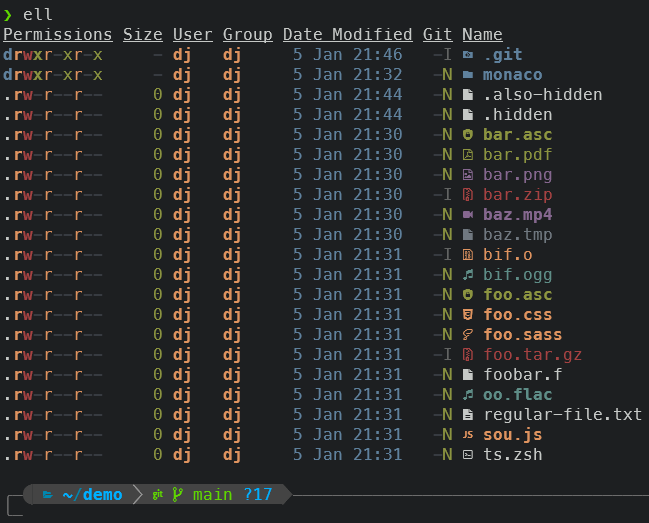 ❯ ell
Permissions Size User Group Date Modified Git Name
drwxr-xr-x - dj dj 5 Jan 21:46 -I .git
drwxr-xr-x - dj dj 5 Jan 21:32 -N monaco
.rw-r--r-- 0 dj dj 5 Jan 21:44 -N .also-hidden
.rw-r--r-- 0 dj dj 5 Jan 21:44 -N .hidden
.rw-r--r-- 0 dj dj 5 Jan 21:30 -N bar.asc
.rw-r--r-- 0 dj dj 5 Jan 21:30 -N bar.pdf
.rw-r--r-- 0 dj dj 5 Jan 21:30 -N bar.png
.rw-r--r-- 0 dj dj 5 Jan 21:30 -I bar.zip
.rw-r--r-- 0 dj dj 5 Jan 21:30 -N baz.mp4
.rw-r--r-- 0 dj dj 5 Jan 21:30 -N baz.tmp
.rw-r--r-- 0 dj dj 5 Jan 21:31 -I bif.o
.rw-r--r-- 0 dj dj 5 Jan 21:31 -N bif.ogg
.rw-r--r-- 0 dj dj 5 Jan 21:31 -N foo.asc
.rw-r--r-- 0 dj dj 5 Jan 21:31 -N foo.css
.rw-r--r-- 0 dj dj 5 Jan 21:31 -N foo.sass
.rw-r--r-- 0 dj dj 5 Jan 21:31 -I foo.tar.gz
.rw-r--r-- 0 dj dj 5 Jan 21:31 -N foobar.f
.rw-r--r-- 0 dj dj 5 Jan 21:31 -N oo.flac
.rw-r--r-- 0 dj dj 5 Jan 21:31 -N regular-file.txt
.rw-r--r-- 0 dj dj 5 Jan 21:31 -N JS sou.js
.rw-r--r-- 0 dj dj 5 Jan 21:31 -N ts.zsh
~/demo git main ?17